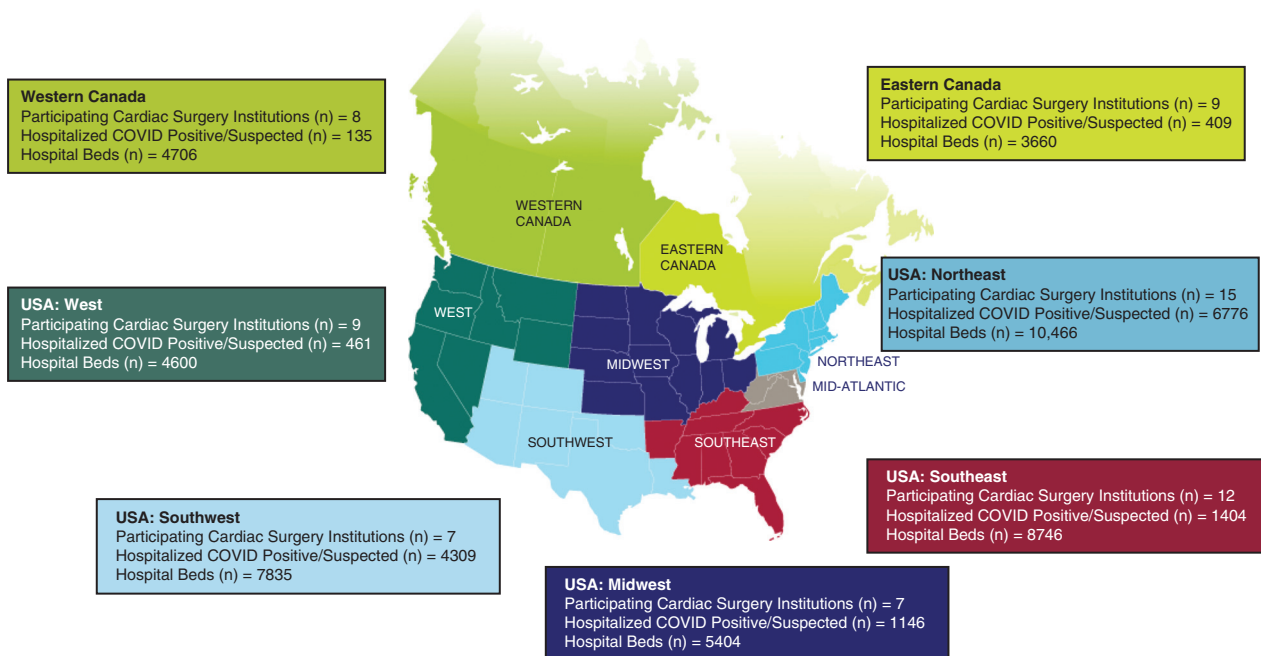 Western Canada
Participating Cardiac Surgery Institutions (n) = 8
Hospitalized COVID Positive/Suspected (n) = 135
Hospital Beds (n) = 4706
Eastern Canada
Participating Cardiac Surgery Institutions (n) = 9
Hospitalized COVID Positive/Suspected (n) = 409
Hospital Beds (n) = 3660
WESTERN
CANADA
EASTERN
CANADA
USA: West
Participating Cardiac Surgery Institutions (n) = 9
Hospitalized COVID Positive/Suspected (n) = 461
Hospital Beds (n) = 4600
WEST
MIDWEST
USA: Northeast
Participating Cardiac Surgery Institutions (n) = 15
Hospitalized COVID Positive/Suspected (n) = 6776
Hospital Beds (n) = 10,466
NORTHEAST
MID-ATLANTIC
SOUTHWEST
SOUTHEAST
USA: Southeast
Participating Cardiac Surgery Institutions (n) = 12
Hospitalized COVID Positive/Suspected (n) = 1404
Hospital Beds (n) = 8746
USA: Southwest
Participating Cardiac Surgery Institutions (n) = 7
Hospitalized COVID Positive/Suspected (n) = 4309
Hospital Beds (n) = 7835
USA: Midwest
Participating Cardiac Surgery Institutions (n) = 7
Hospitalized COVID Positive/Suspected (n) = 1146
Hospital Beds (n) = 5404